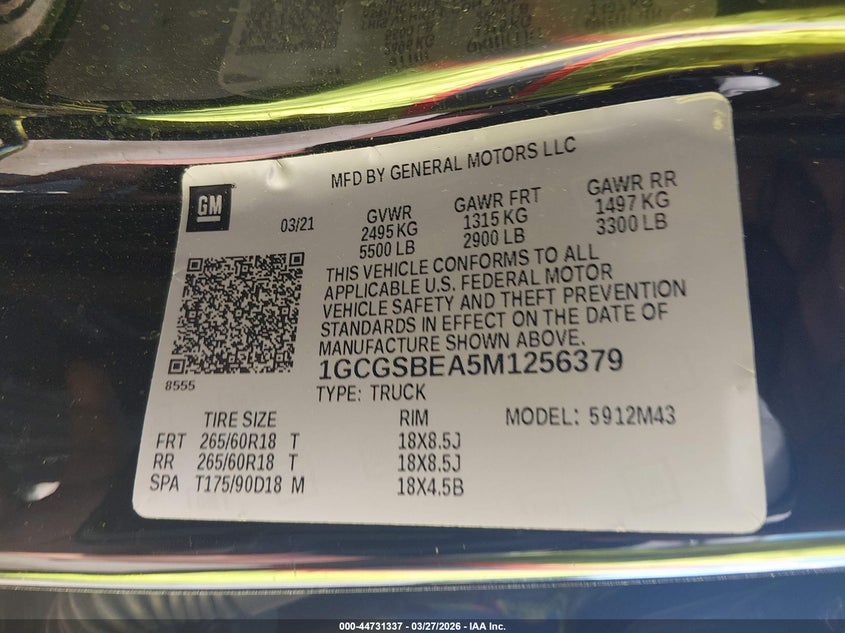 MFD BY GENERAL MOTORS LLC
GM
03/21
GVWR
2495 KG
5500 LB
GAWR FRT
1315 KG
2900 LB
GAWR RR
1497 KG
3300 LB
THIS VEHICLE CONFORMS TO ALL
APPLICABLE U.S. FEDERAL MOTOR
VEHICLE SAFETY AND THEFT PREVENTION
STANDARDS IN EFFECT ON THE DATE OF
MANUFACTURE SHOWN ABOVE.
1GCGSBEA5M1256379
8555
TYPE: TRUCK
TIRE SIZE RIM MODEL: 5912M43
FRT 265/60R18 T 18X8.5J
RR 265/60R18 T 18X8.5J
SPA T175/90D18 M 18X4.5B
000-44731337 - 03/27/2026 - IAA Inc.